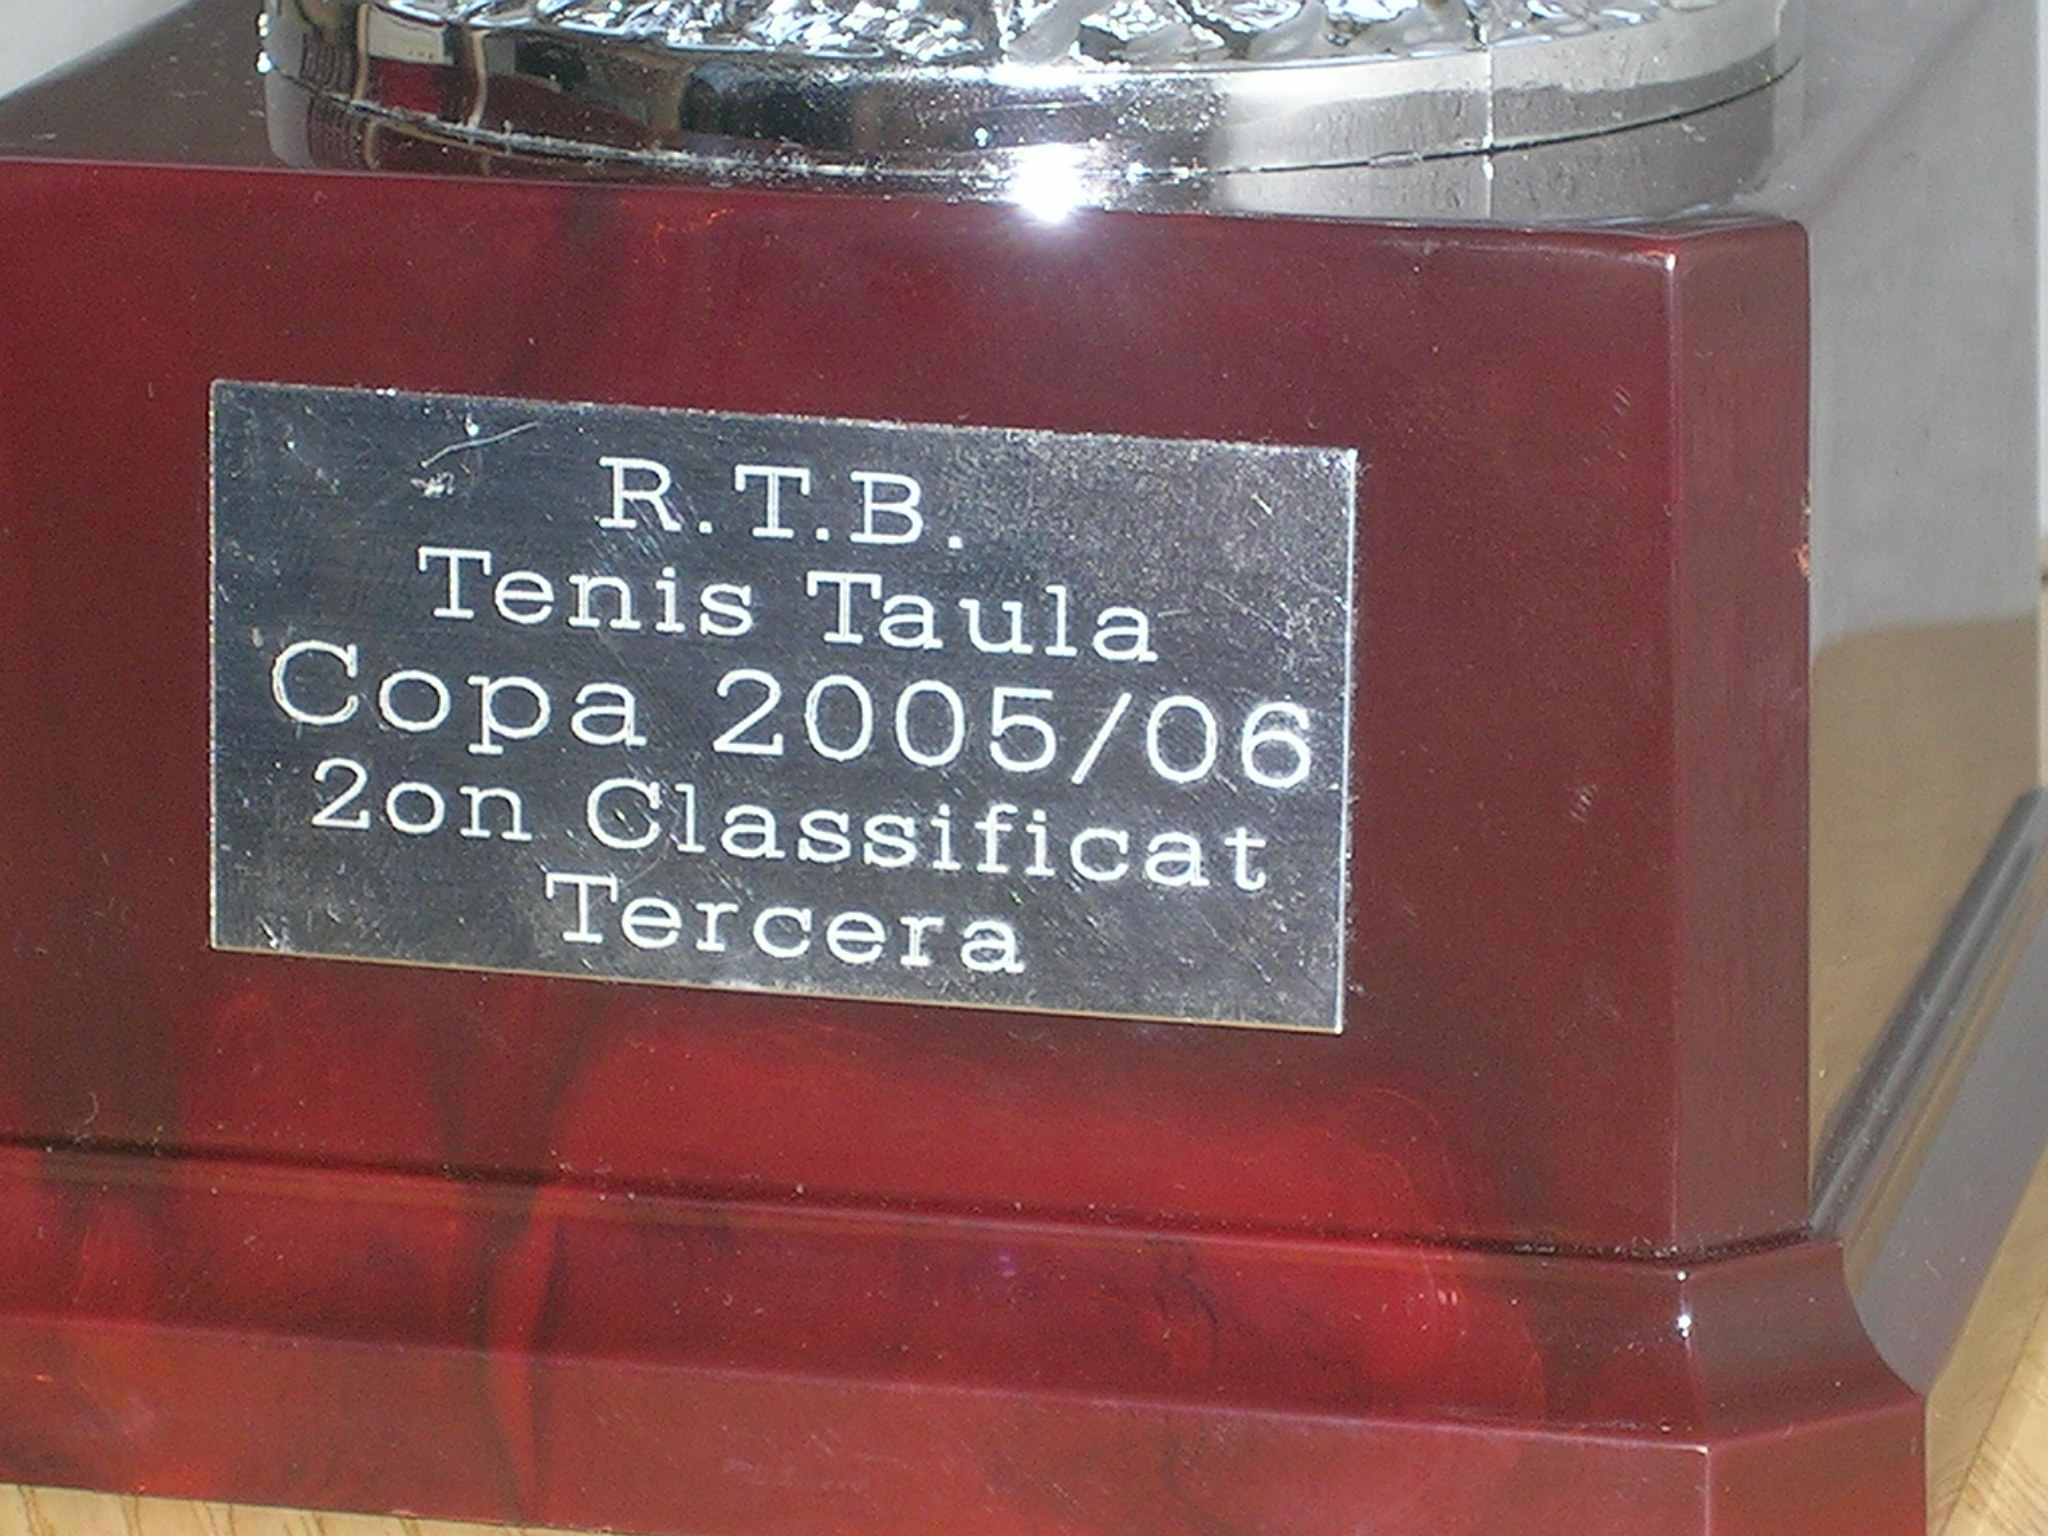 R.T.B.
Tenis Taula
Copa 2005/06
2on Classificat
Tercera